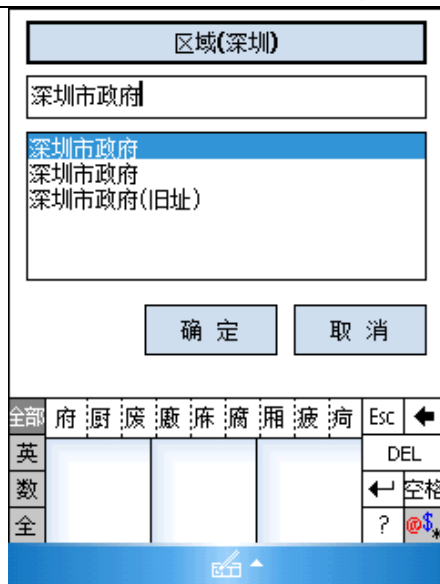 区域(深圳)
深圳市政府
深圳市政府
深圳市政府
深圳市政府(旧址)
确 定 取 消
全部 府 厨 废 廒 庥 腐 厢 疲 疴 Esc
英 DEL
数 空格
全 ? @$*